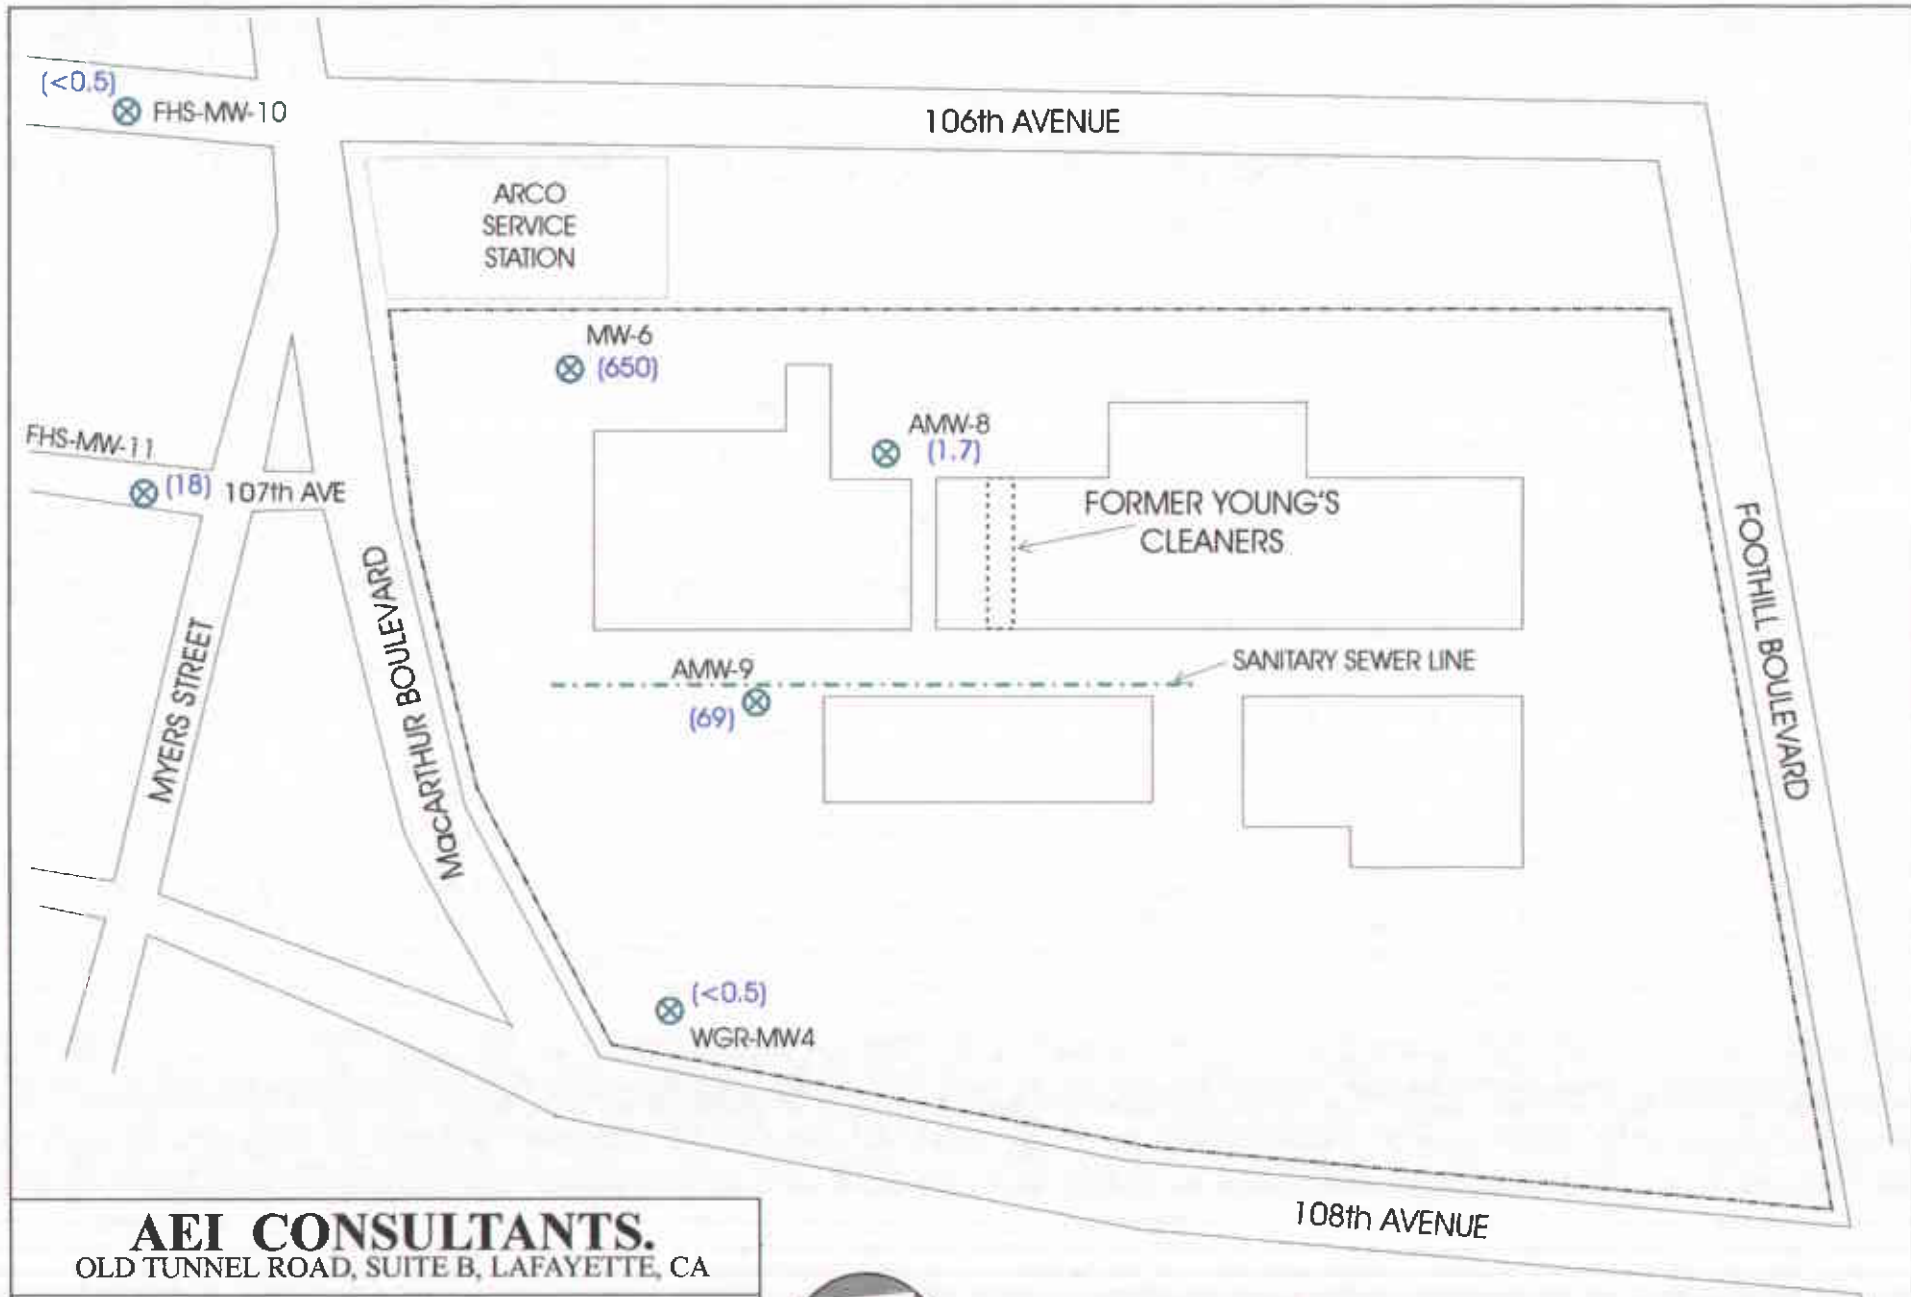 (<0.5)
FHS-MW-10
106th AVENUE
ARCO
SERVICE
STATION
MW-6
(650)
AMW-8
(1.7)
FHS-MW-11
(18) 107th AVE
FORMER YOUNG'S
CLEANERS
FOOTHILL BOULEVARD
MacARTHUR BOULEVARD
MYERS STREET
SANITARY SEWER LINE
AMW-9
(69)
(<0.5)
WGR-MW4
108th AVENUE
AEI CONSULTANTS.
OLD TUNNEL ROAD, SUITE B, LAFAYETTE, CA